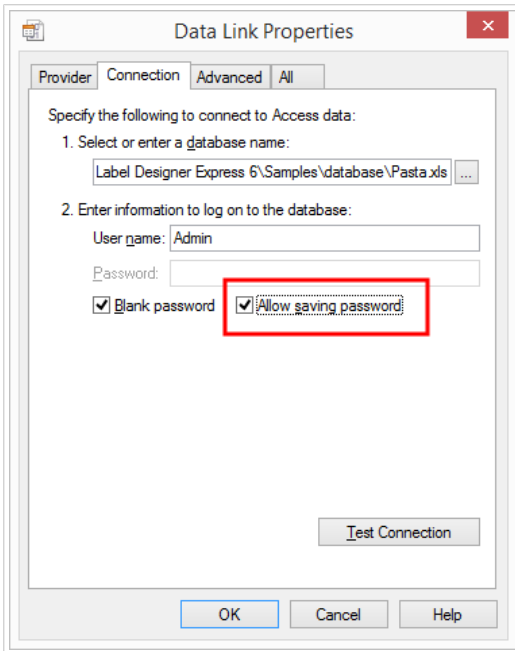 Data Link Properties
Provider Connection Advanced All
Specify the following to connect to Access data:
1. Select or enter a database name:
Label Designer Express 6\Samples\database\Pasta.xls ...
2. Enter information to log on to the database:
User name: Admin
Password:
Blank password Allow saving password
Test Connection
OK Cancel Help